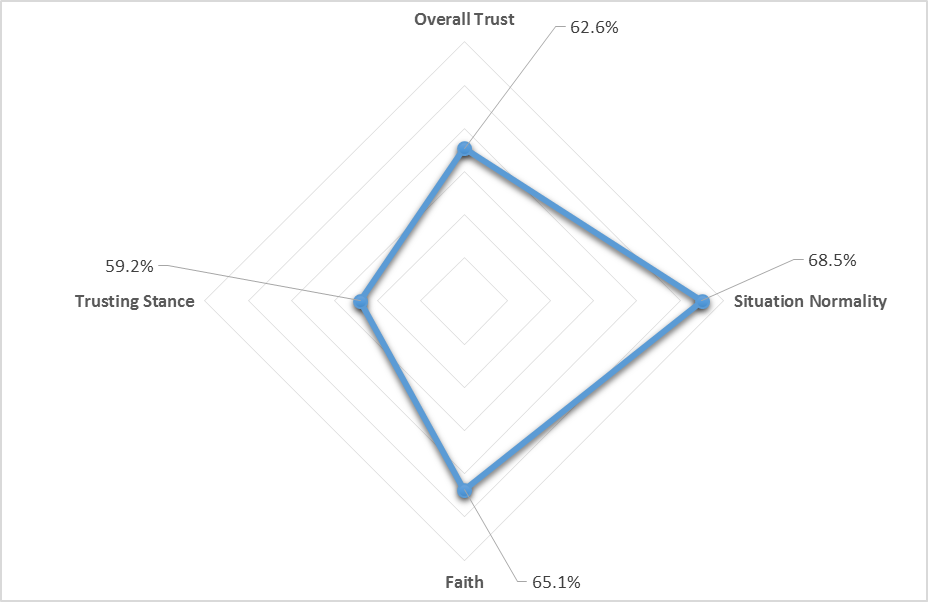 Overall Trust
62.6%
68.5%
59.2%
Trusting Stance
Situation Normality
Faith
65.1%